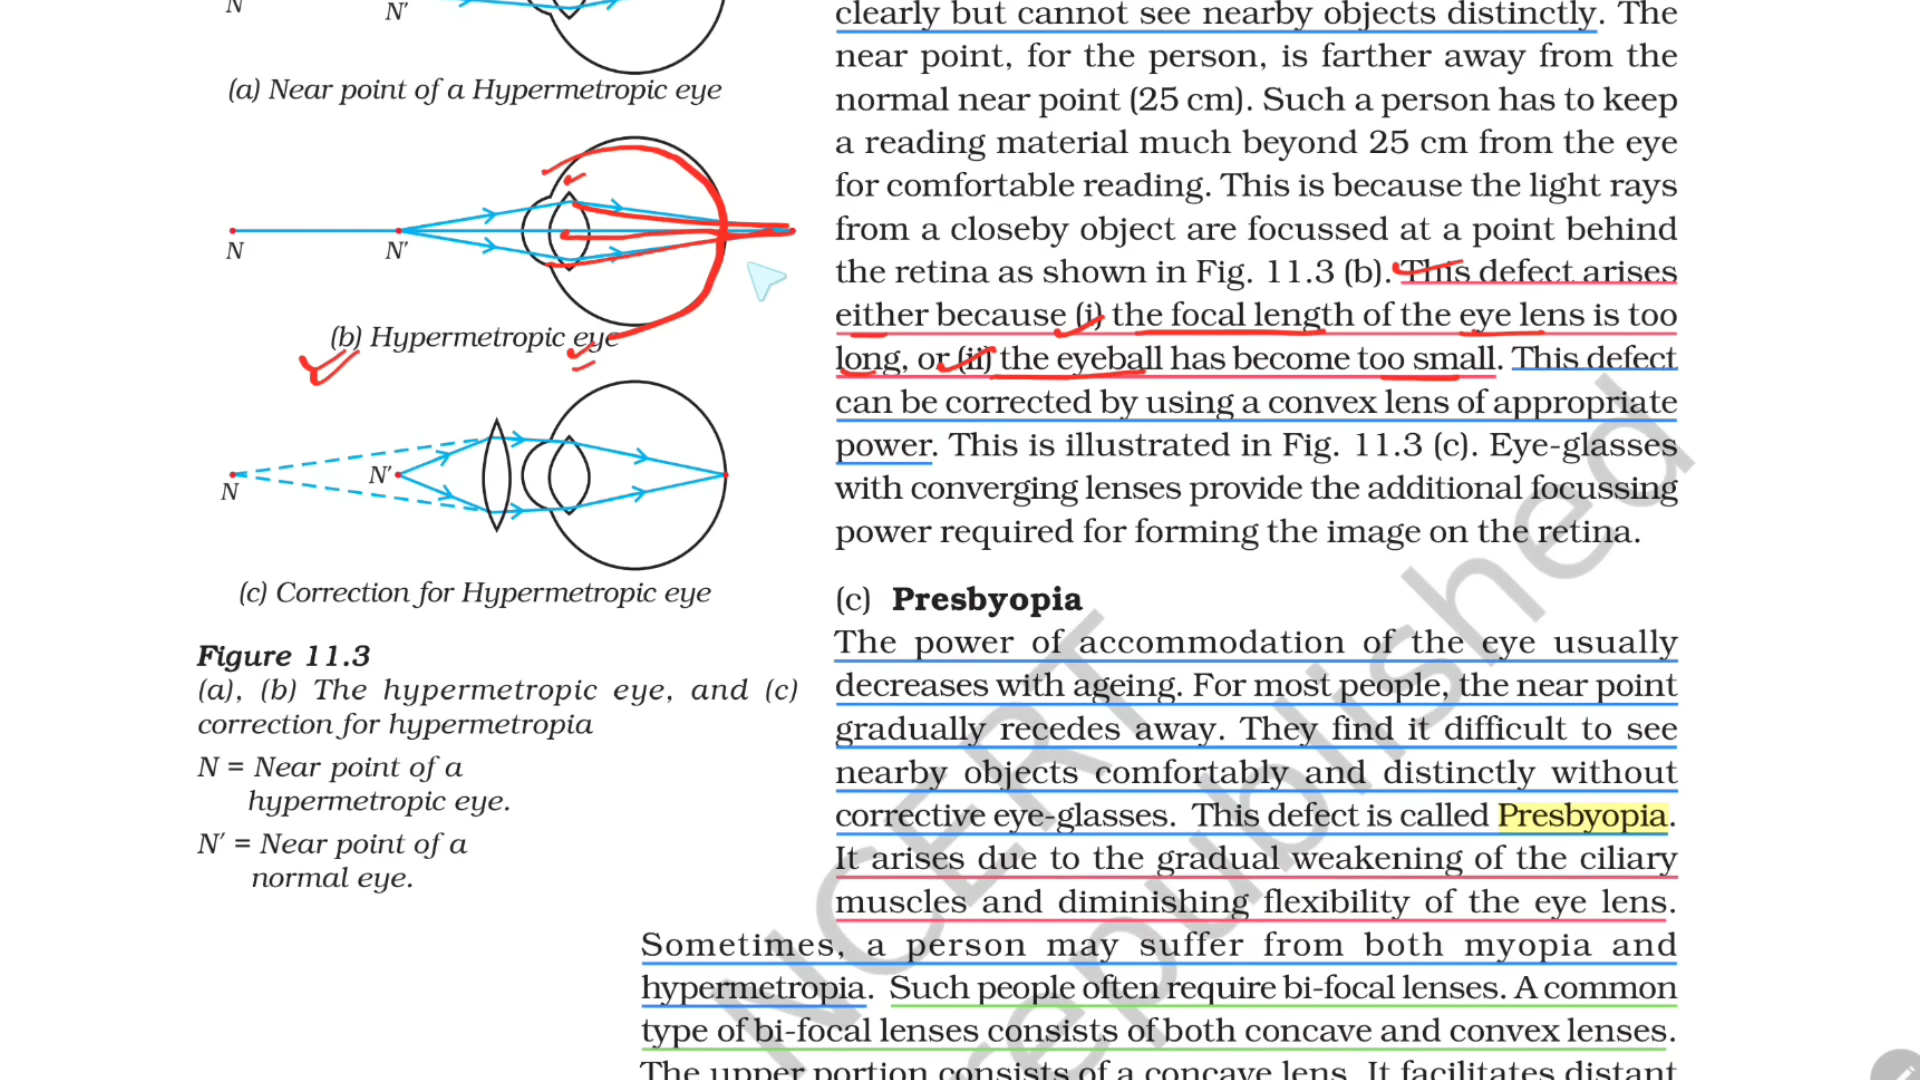 N N'
(a) Near point of a Hypermetropic eye
N N'
(b) Hypermetropic eye
N N'
(c) Correction for Hypermetropic eye
Figure 11.3
(a), (b) The hypermetropic eye, and (c)
correction for hypermetropia
N = Near point of a
hypermetropic eye.
N' = Near point of a
normal eye.
clearly but cannot see nearby objects distinctly. The
near point, for the person, is farther away from the
normal near point (25 cm). Such a person has to keep
a reading material much beyond 25 cm from the eye
for comfortable reading. This is because the light rays
from a closeby object are focussed at a point behind
the retina as shown in Fig. 11.3 (b). This defect arises
either because (i) the focal length of the eye lens is too
long, or (ii) the eyeball has become too small. This defect
can be corrected by using a convex lens of appropriate
power. This is illustrated in Fig. 11.3 (c). Eye-glasses
with converging lenses provide the additional focussing
power required for forming the image on the retina.
(c) Presbyopia
The power of accommodation of the eye usually
decreases with ageing. For most people, the near point
gradually recedes away. They find it difficult to see
nearby objects comfortably and distinctly without
corrective eye-glasses. This defect is called Presbyopia.
It arises due to the gradual weakening of the ciliary
muscles and diminishing flexibility of the eye lens.
Sometimes, a person may suffer from both myopia and
hypermetropia. Such people often require bi-focal lenses. A common
type of bi-focal lenses consists of both concave and convex lenses.
The upper portion consists of a concave lens. It facilitates distant
NCERT
republished